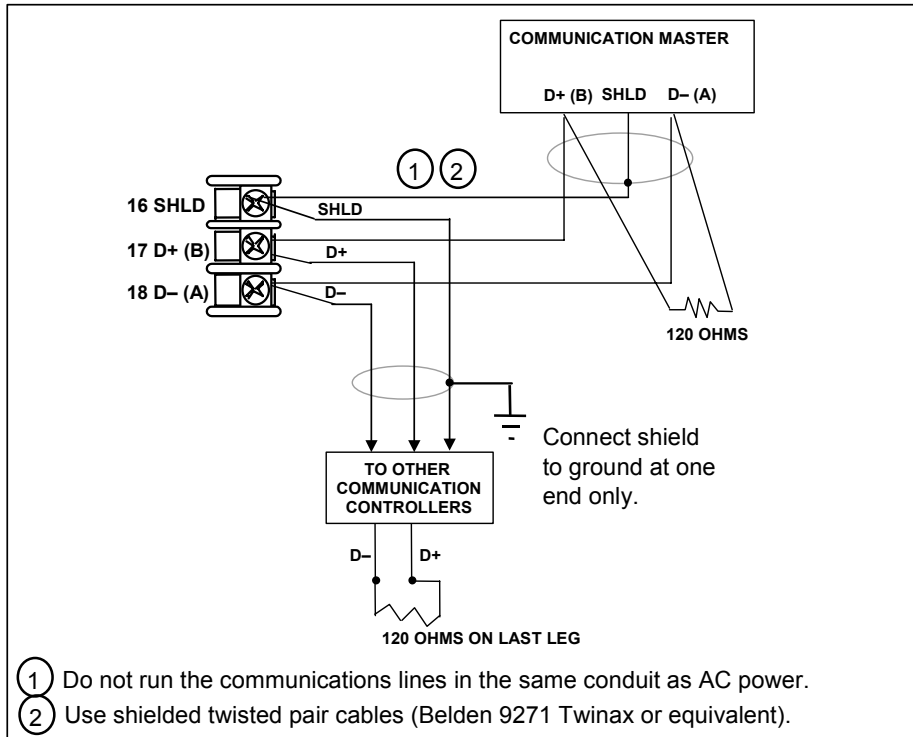 COMMUNICATION MASTER
D+ (B) SHLD D– (A)
1 2
16 SHLD
SHLD
17 D+ (B)
D+
18 D– (A)
D–
120 OHMS
Connect shield
to ground at one
end only.
TO OTHER
COMMUNICATION
CONTROLLERS
D– D+
120 OHMS ON LAST LEG
1 Do not run the communications lines in the same conduit as AC power.
2 Use shielded twisted pair cables (Belden 9271 Twinax or equivalent).